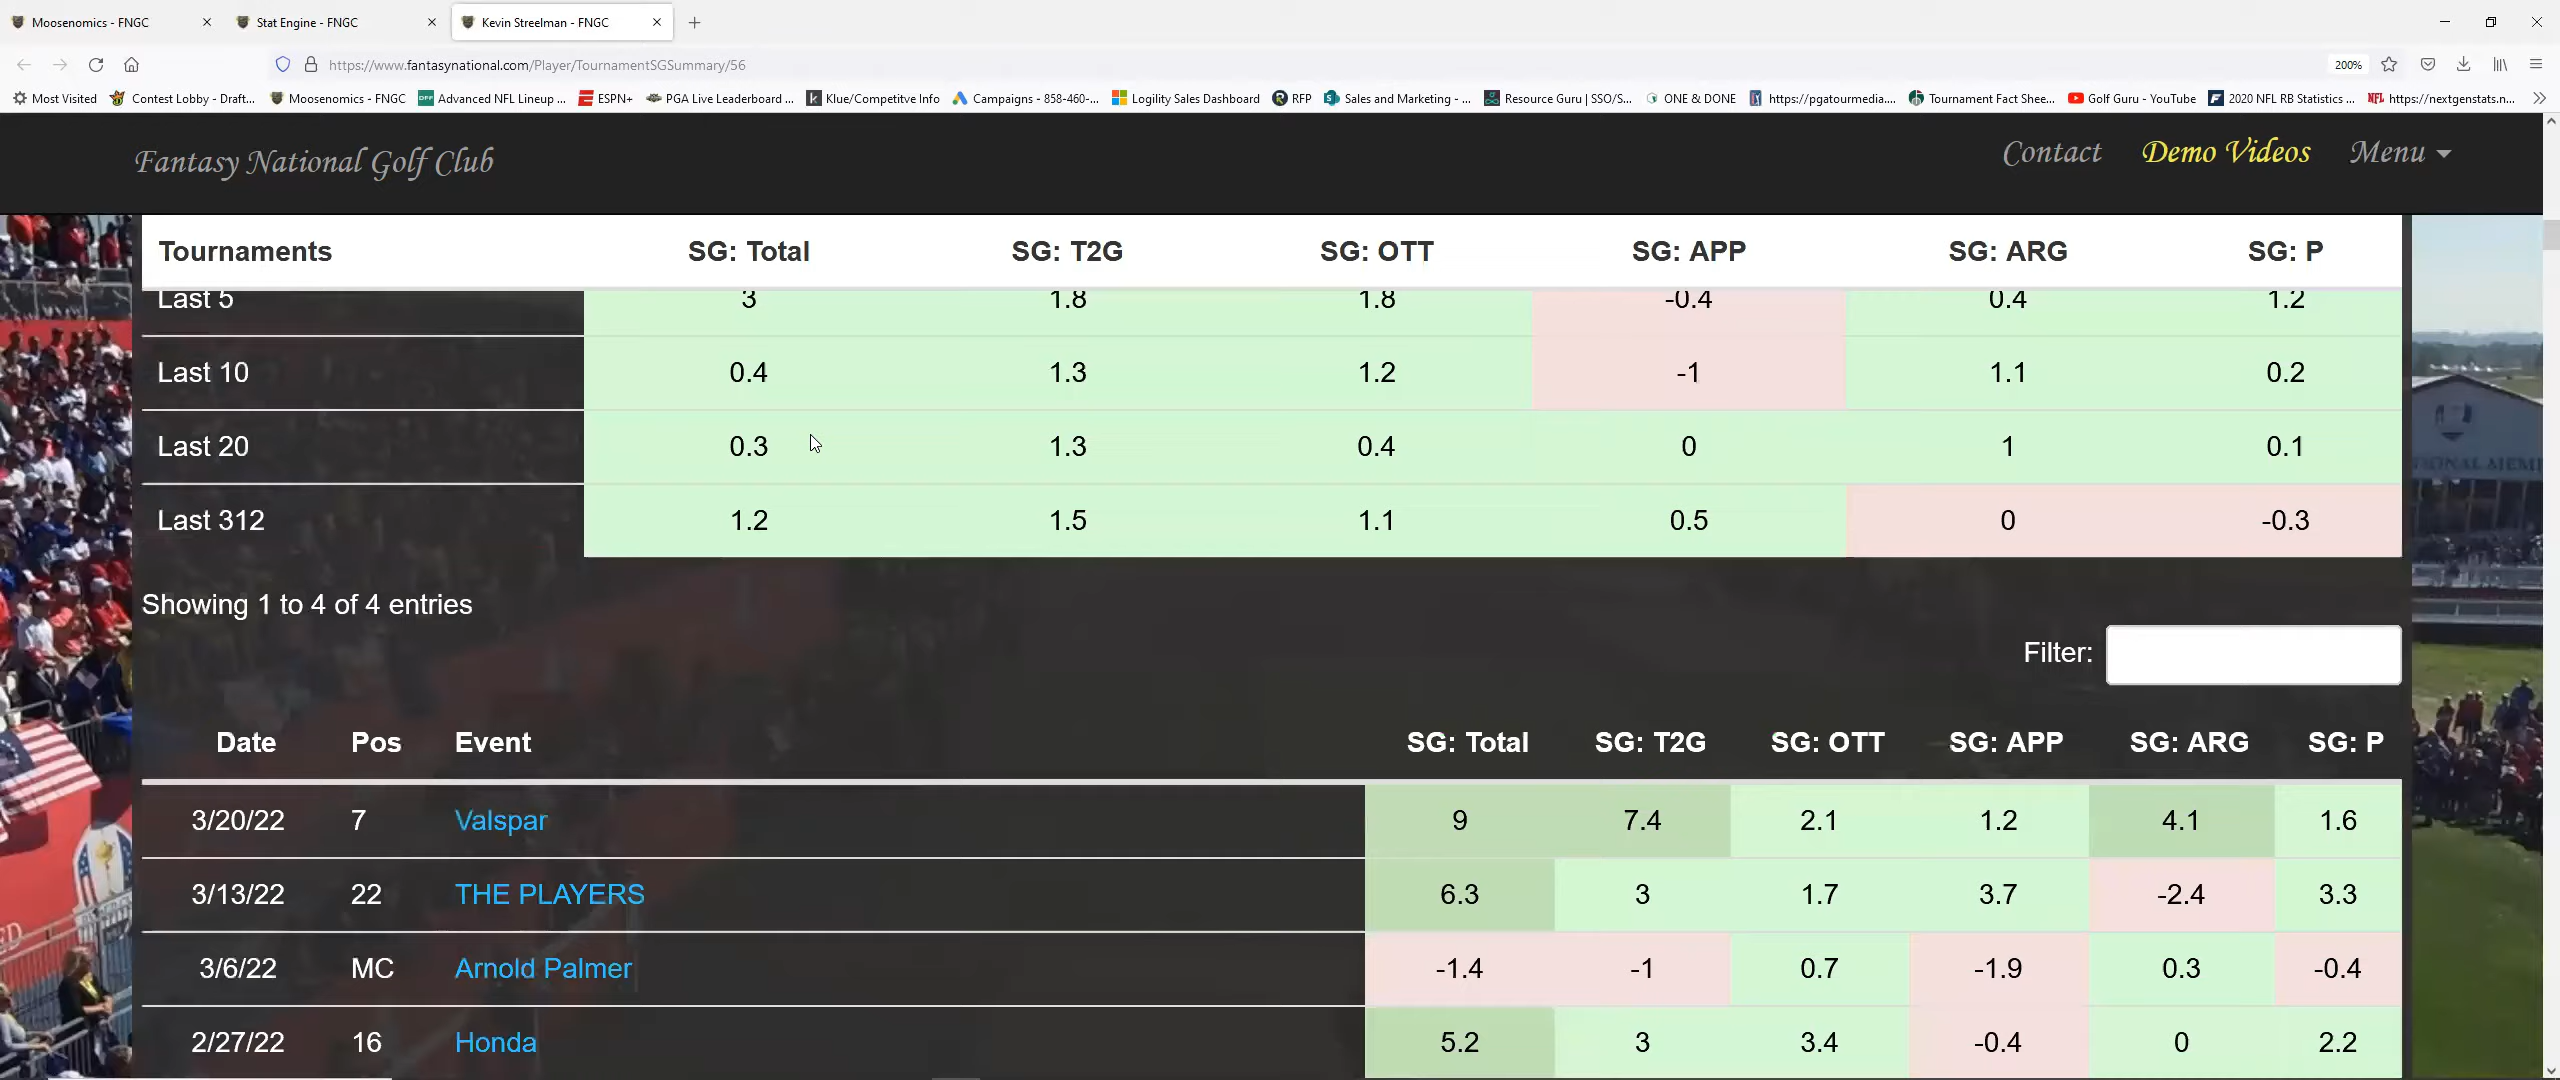 Moosenomics - FNGC
Stat Engine - FNGC
Kevin Streelman - FNGC
https://www.fantasynational.com/Player/TournamentSGSummary/56
200%
Most Visited Contest Lobby - Draft... Moosenomics - FNGC Advanced NFL Lineup ... ESPN+ PGA Live Leaderboard ... Klue/Competitve Info Campaigns - 858-460-... Logility Sales Dashboard RFP Sales and Marketing - ... Resource Guru | SSO/S... ONE & DONE https://pgatourmedia.... Tournament Fact Shee... Golf Guru - YouTube 2020 NFL RB Statistics ... https://nextgenstats.n...
Fantasy National Golf Club Contact Demo Videos Menu
Tournaments SG: Total SG: T2G SG: OTT SG: APP SG: ARG SG: P
Last 5 3 1.8 1.8 -0.4 0.4 1.2
Last 10 0.4 1.3 1.2 -1 1.1 0.2
Last 20 0.3 1.3 0.4 0 1 0.1
Last 312 1.2 1.5 1.1 0.5 0 -0.3
Showing 1 to 4 of 4 entries
Filter:
Date Pos Event SG: Total SG: T2G SG: OTT SG: APP SG: ARG SG: P
3/20/22 7 Valspar 9 7.4 2.1 1.2 4.1 1.6
3/13/22 22 THE PLAYERS 6.3 3 1.7 3.7 -2.4 3.3
3/6/22 MC Arnold Palmer -1.4 -1 0.7 -1.9 0.3 -0.4
2/27/22 16 Honda 5.2 3 3.4 -0.4 0 2.2